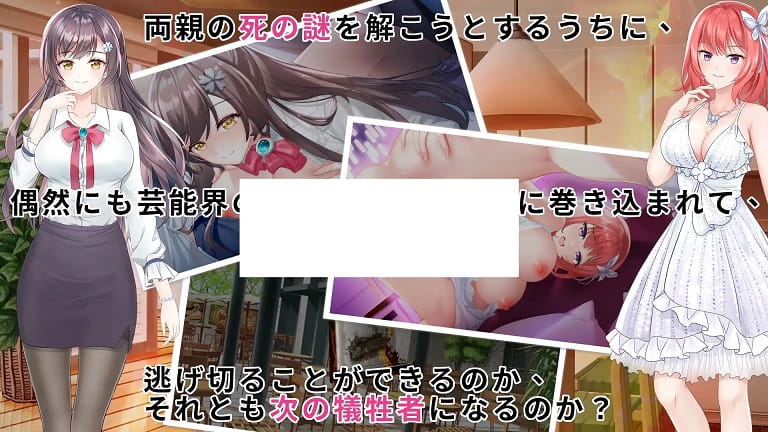 両親の死の謎を解こうとするうちに、
偶然にも芸能界の に巻き込まれて、
逃げ切ることができるのか、
それとも次の犠牲者になるのか？